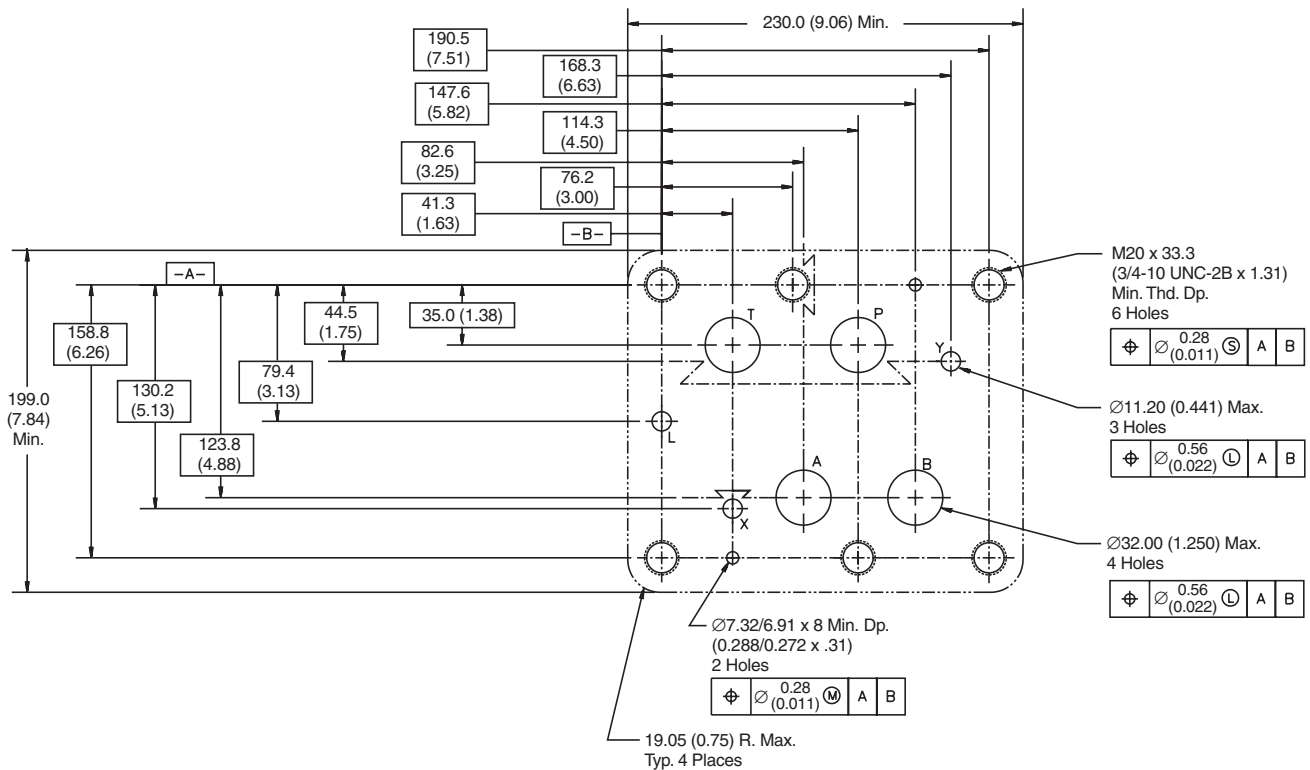 230.0 (9.06) Min.
190.5
(7.51)
168.3
(6.63)
147.6
(5.82)
114.3
(4.50)
82.6
(3.25)
76.2
(3.00)
41.3
(1.63)
-B-
-A-
M20 x 33.3
(3/4-10 UNC-2B x 1.31)
Min. Thd. Dp.
6 Holes
⌖ ∅ 0.28 (0.011) Ⓢ A B
44.5
(1.75)
35.0 (1.38)
T
P
Y
158.8
(6.26)
79.4
(3.13)
130.2
(5.13)
199.0
(7.84)
Min.
123.8
(4.88)
L
A
B
X
∅11.20 (0.441) Max.
3 Holes
⌖ ∅ 0.56 (0.022) Ⓛ A B
∅32.00 (1.250) Max.
4 Holes
⌖ ∅ 0.56 (0.022) Ⓛ A B
∅7.32/6.91 x 8 Min. Dp.
(0.288/0.272 x .31)
2 Holes
⌖ ∅ 0.28 (0.011) Ⓜ A B
19.05 (0.75) R. Max.
Typ. 4 Places